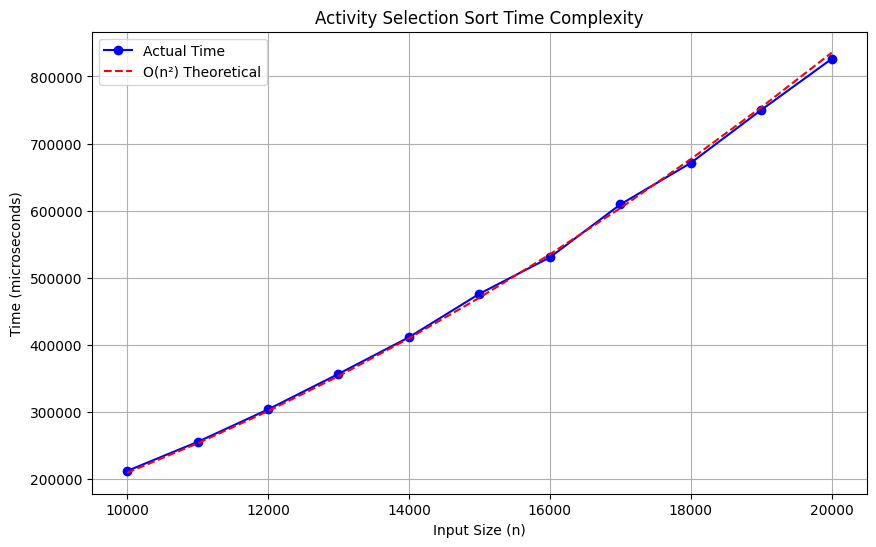 Activity Selection Sort Time Complexity
Actual Time
O(n²) Theoretical
Time (microseconds)
800000
700000
600000
500000
400000
300000
200000
10000
12000
14000
16000
18000
20000
Input Size (n)